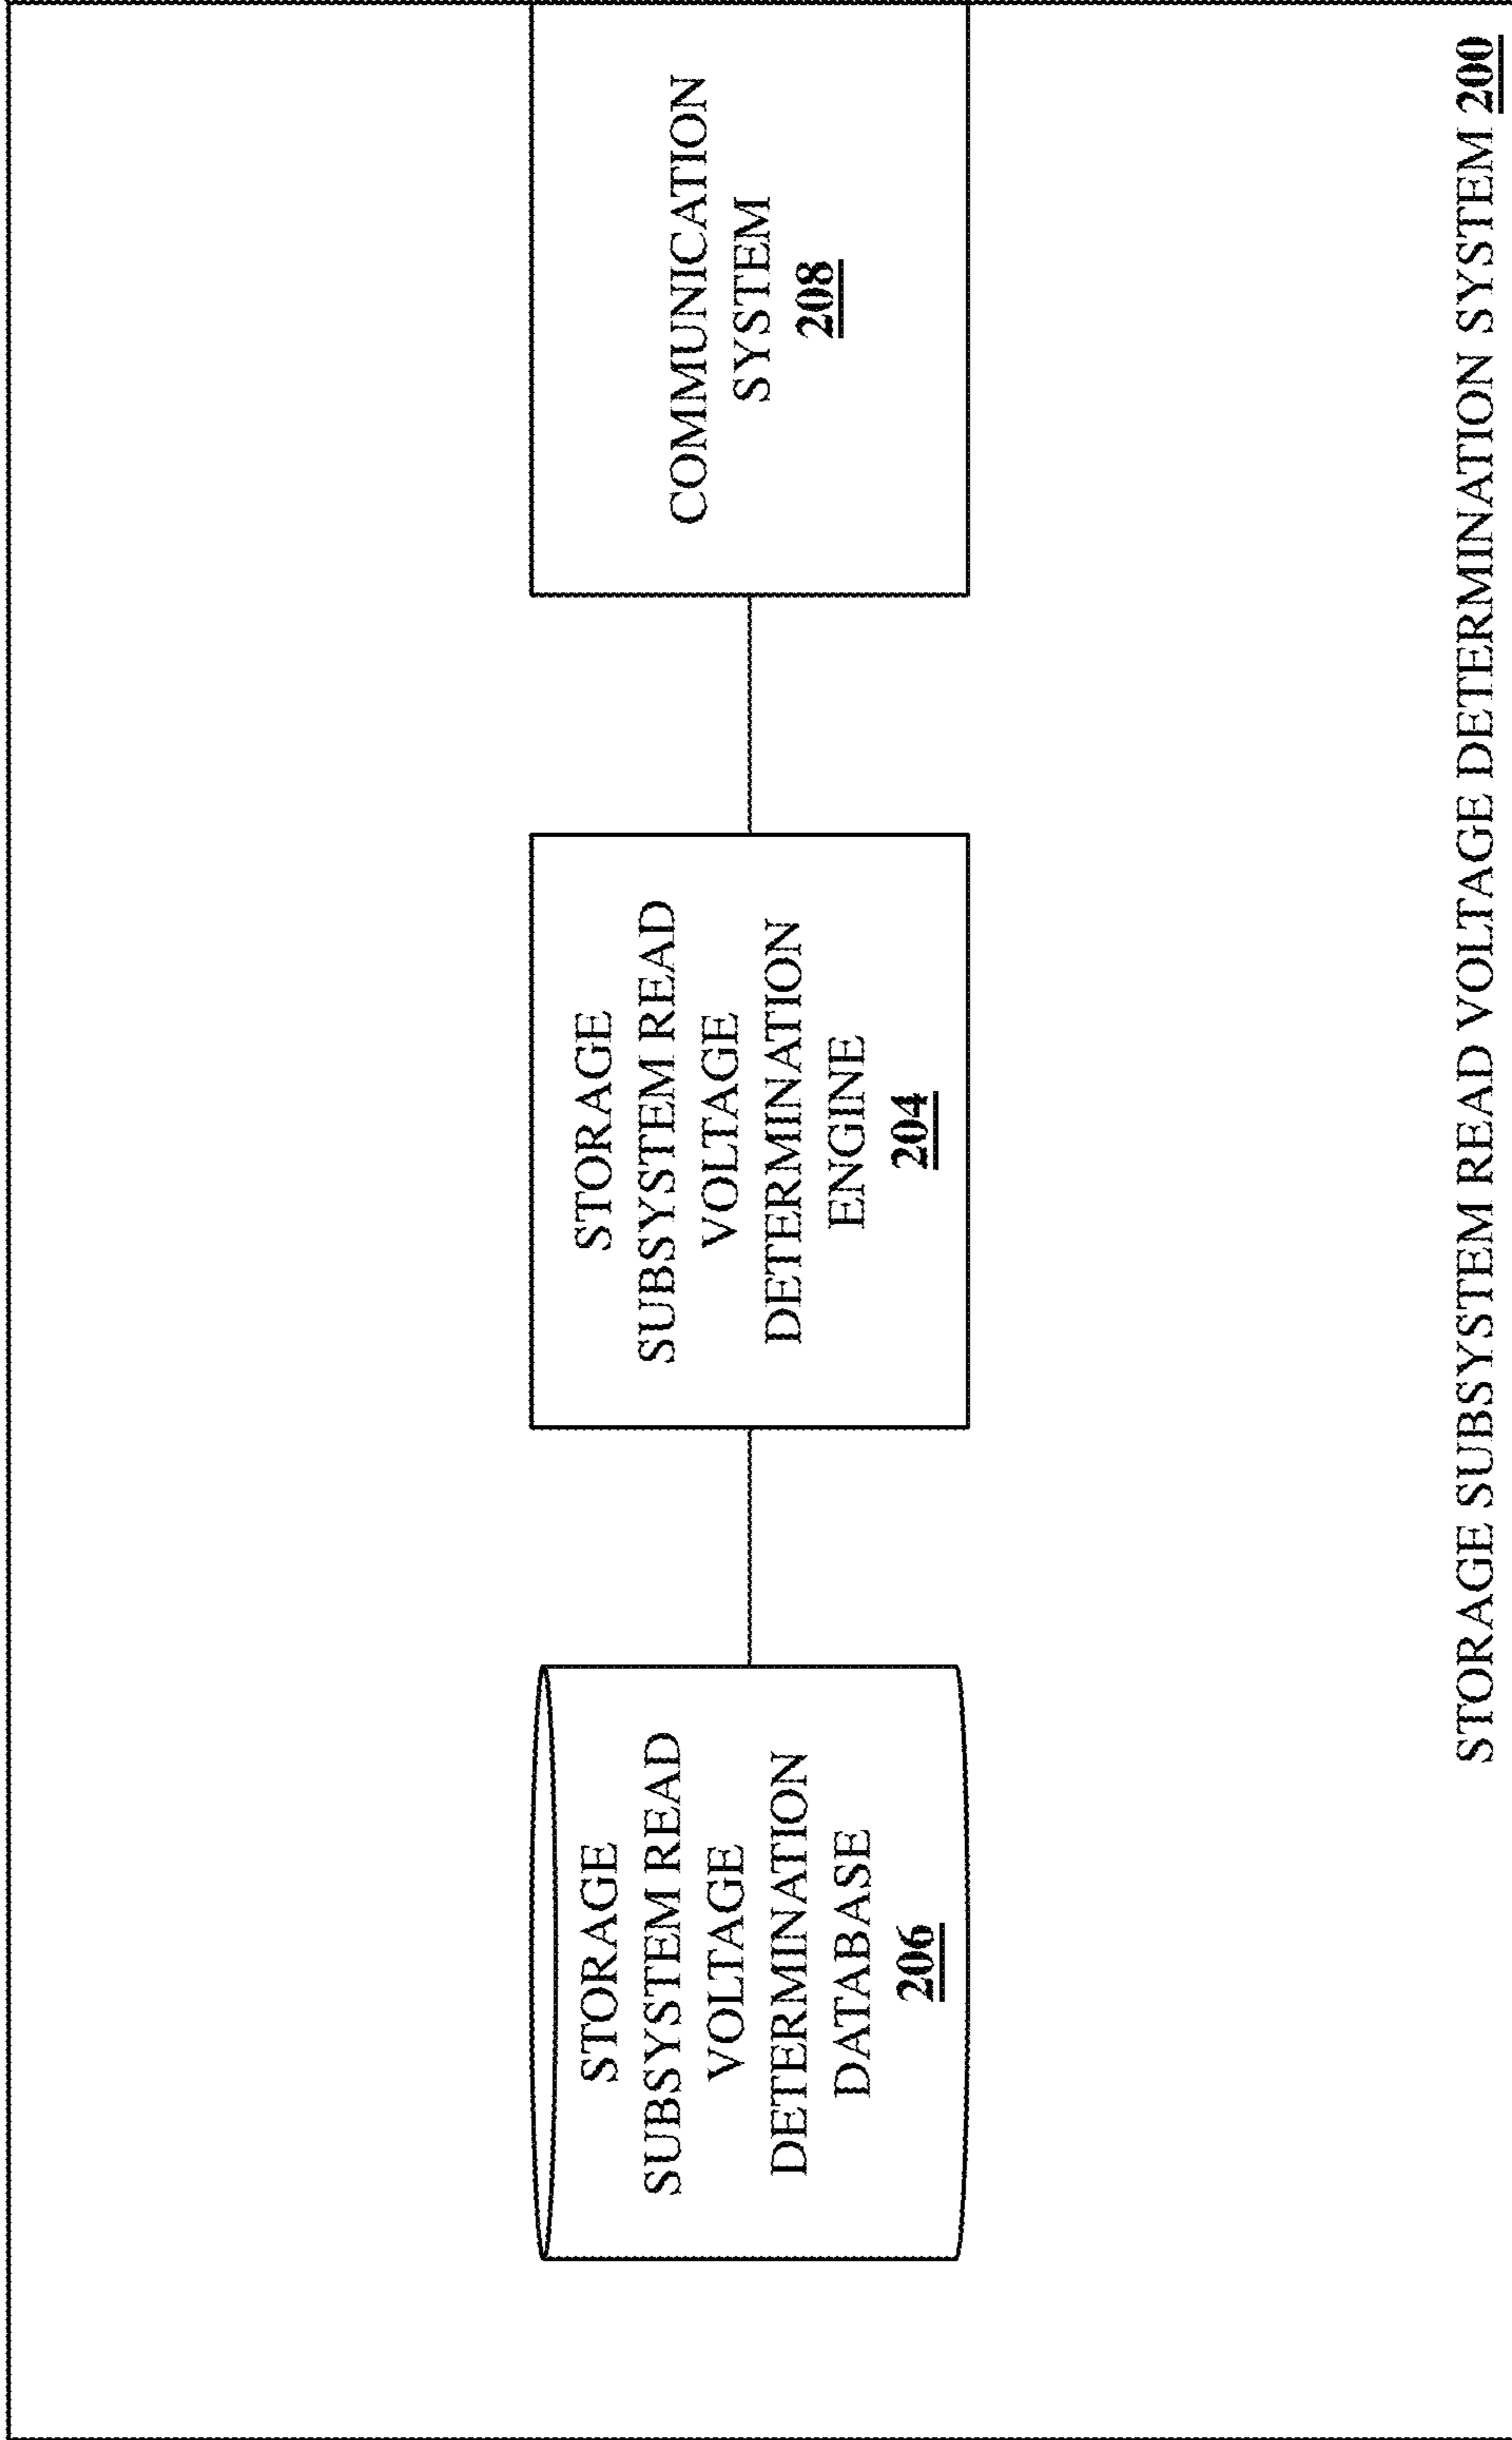 STORAGE
SUBSYSTEM READ
VOLTAGE
DETERMINATION
DATABASE
206
STORAGE
SUBSYSTEM READ
VOLTAGE
DETERMINATION
ENGINE
204
COMMUNICATION
SYSTEM
208
STORAGE SUBSYSTEM READ VOLTAGE DETERMINATION SYSTEM 200